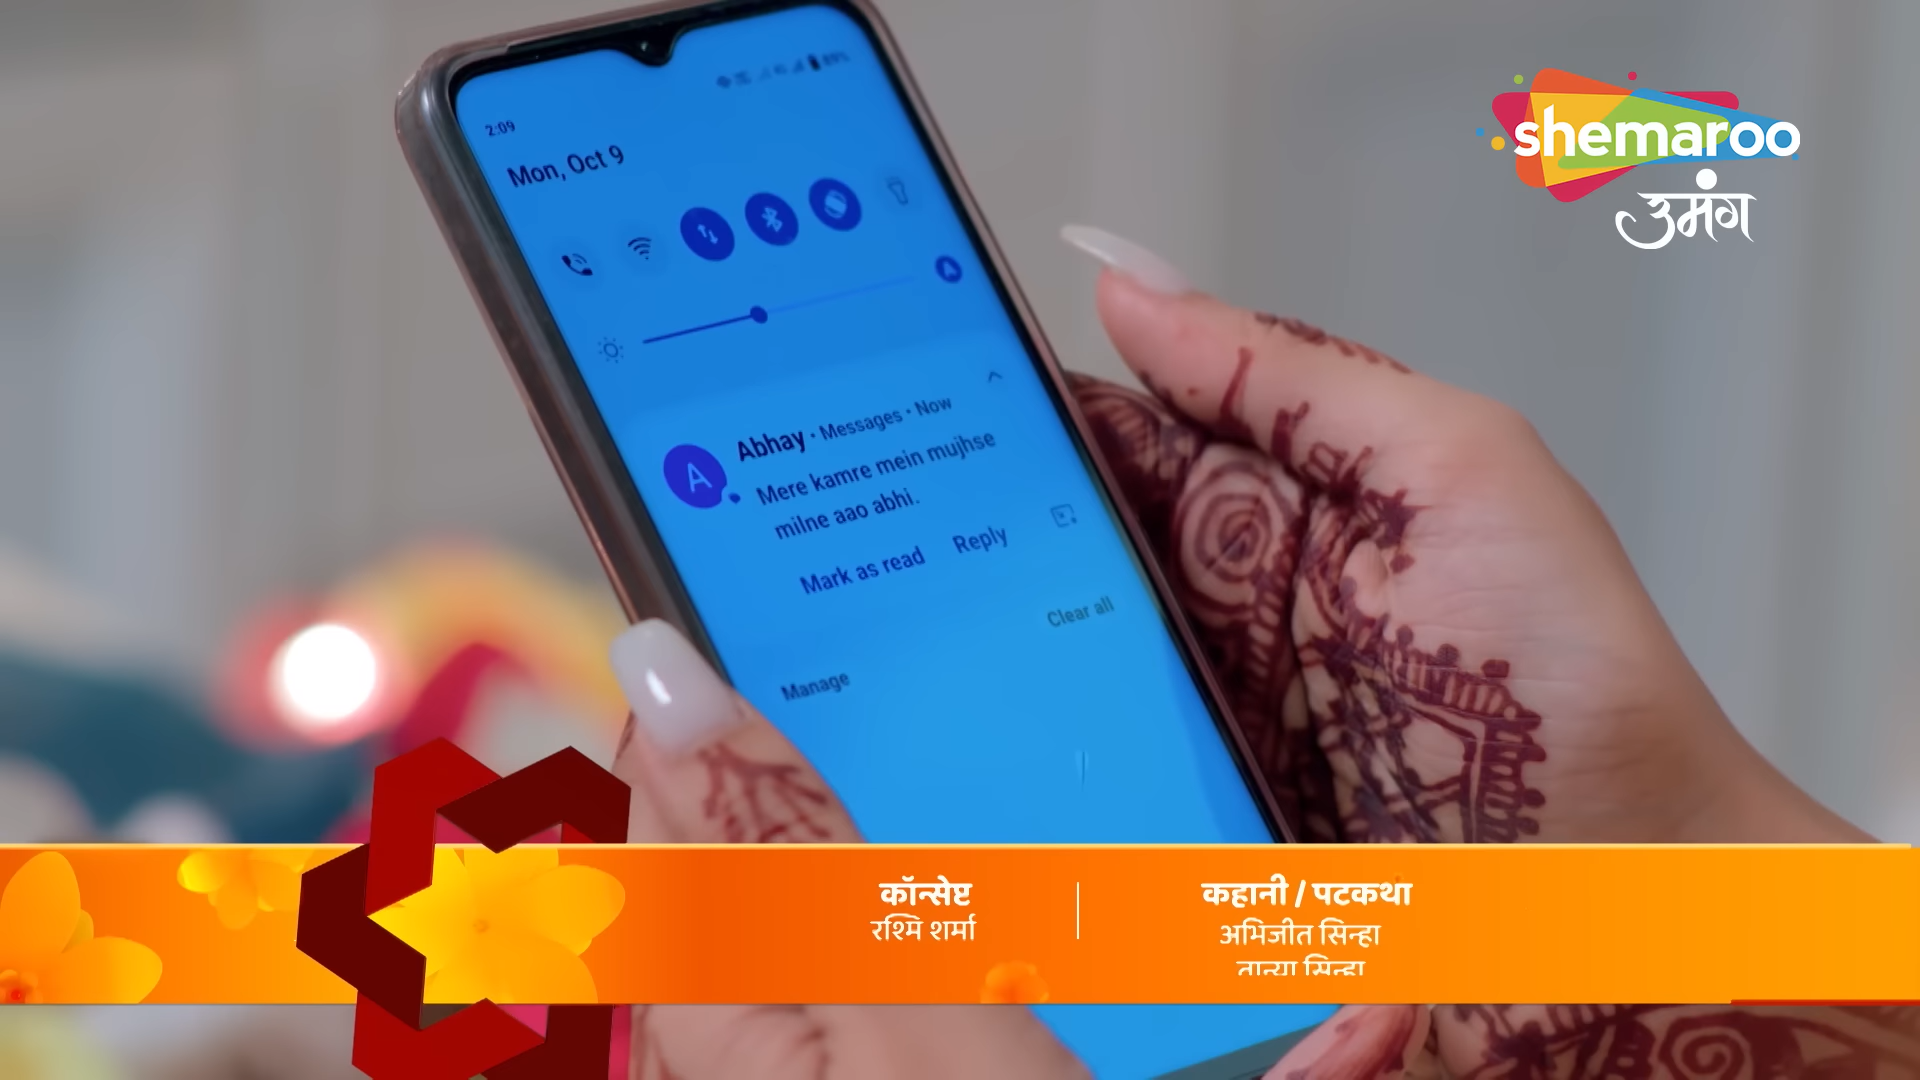 2:09
89%
Mon, Oct 9
Abhay • Messages • Now
A
Mere kamre mein mujhse
milne aao abhi.
Mark as read Reply
Clear all
Manage
shemaroo
उमंग
कॉन्सेप्ट
रश्मि शर्मा
कहानी / पटकथा
अभिजीत सिन्हा
तान्या सिन्हा